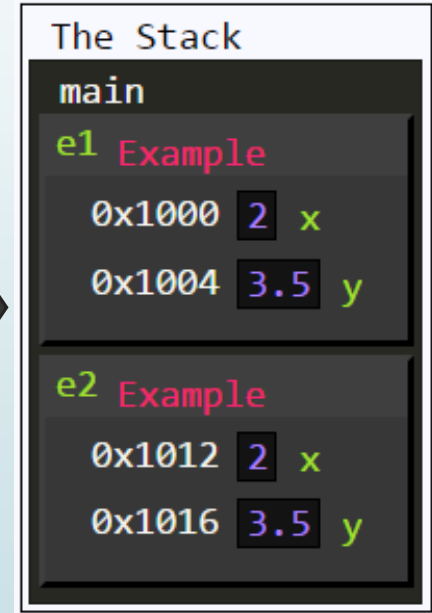 The Stack
main
e1 Example
0x1000 2 x
0x1004 3.5 y
e2 Example
0x1012 2 x
0x1016 3.5 y